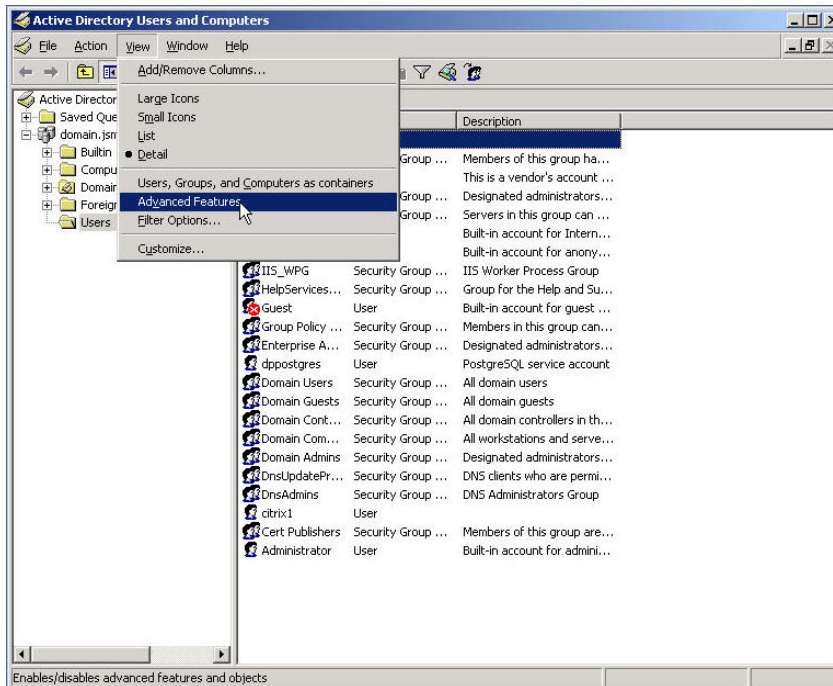 Active Directory Users and Computers
File Action View Window Help
Add/Remove Columns...
Large Icons
Small Icons
List
Detail
Users, Groups, and Computers as containers
Advanced Features
Filter Options...
Customize...
Active Director
Saved Que
domain.jsm
Builtin
Compu
Domain
Foreign
Users
Description
Group ... Members of this group ha...
This is a vendor's account ...
Group ... Designated administrators...
Group ... Servers in this group can ...
Built-in account for Intern...
Built-in account for anony...
IIS_WPG Security Group ... IIS Worker Process Group
HelpServices... Security Group ... Group for the Help and Su...
Guest User Built-in account for guest ...
Group Policy ... Security Group ... Members in this group can...
Enterprise A... Security Group ... Designated administrators...
dppostgres User PostgreSQL service account
Domain Users Security Group ... All domain users
Domain Guests Security Group ... All domain guests
Domain Cont... Security Group ... All domain controllers in th...
Domain Com... Security Group ... All workstations and serve...
Domain Admins Security Group ... Designated administrators...
DnsUpdatePr... Security Group ... DNS clients who are permi...
DnsAdmins Security Group ... DNS Administrators Group
citrix1 User
Cert Publishers Security Group ... Members of this group are...
Administrator User Built-in account for admini...
Enables/disables advanced features and objects